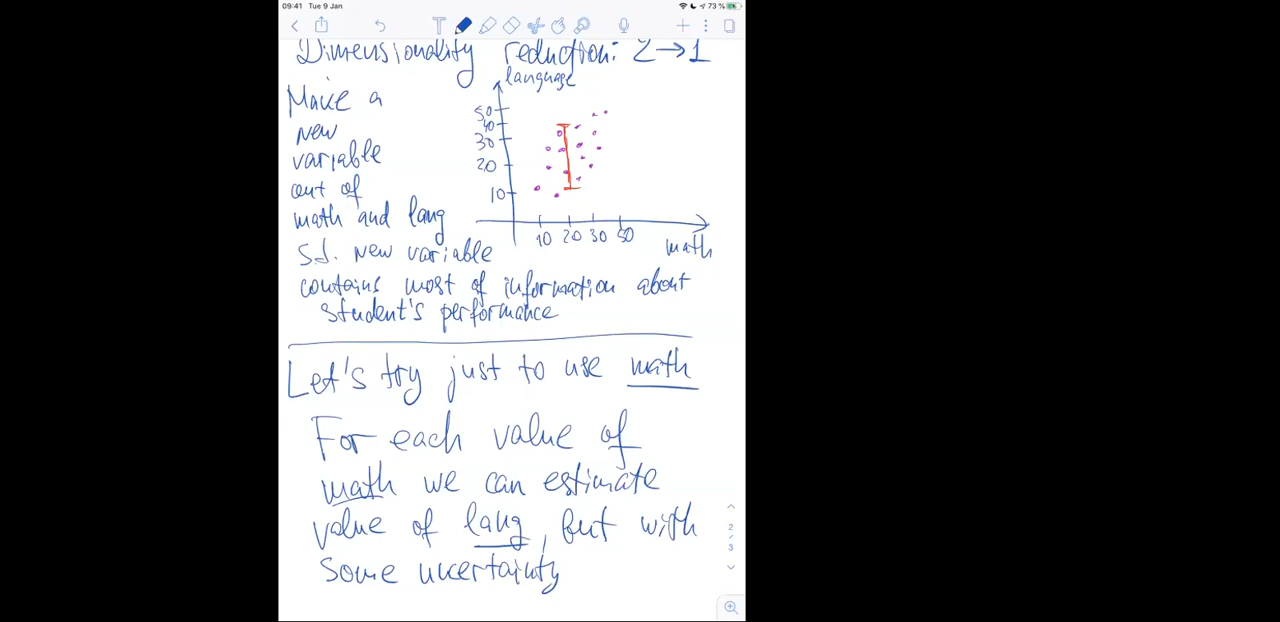 09:41 Tue 9 Jan
73 %
Dimensionality reduction: 2→1
language
Make a
new
variable
out of
math and lang
50
40
30
20
10
10 20 30 50
math
s.t. new variable
contains most of information about
student's performance
Let's try just to use math
For each value of
math we can estimate
value of lang, but with
some uncertainty
2
/
3